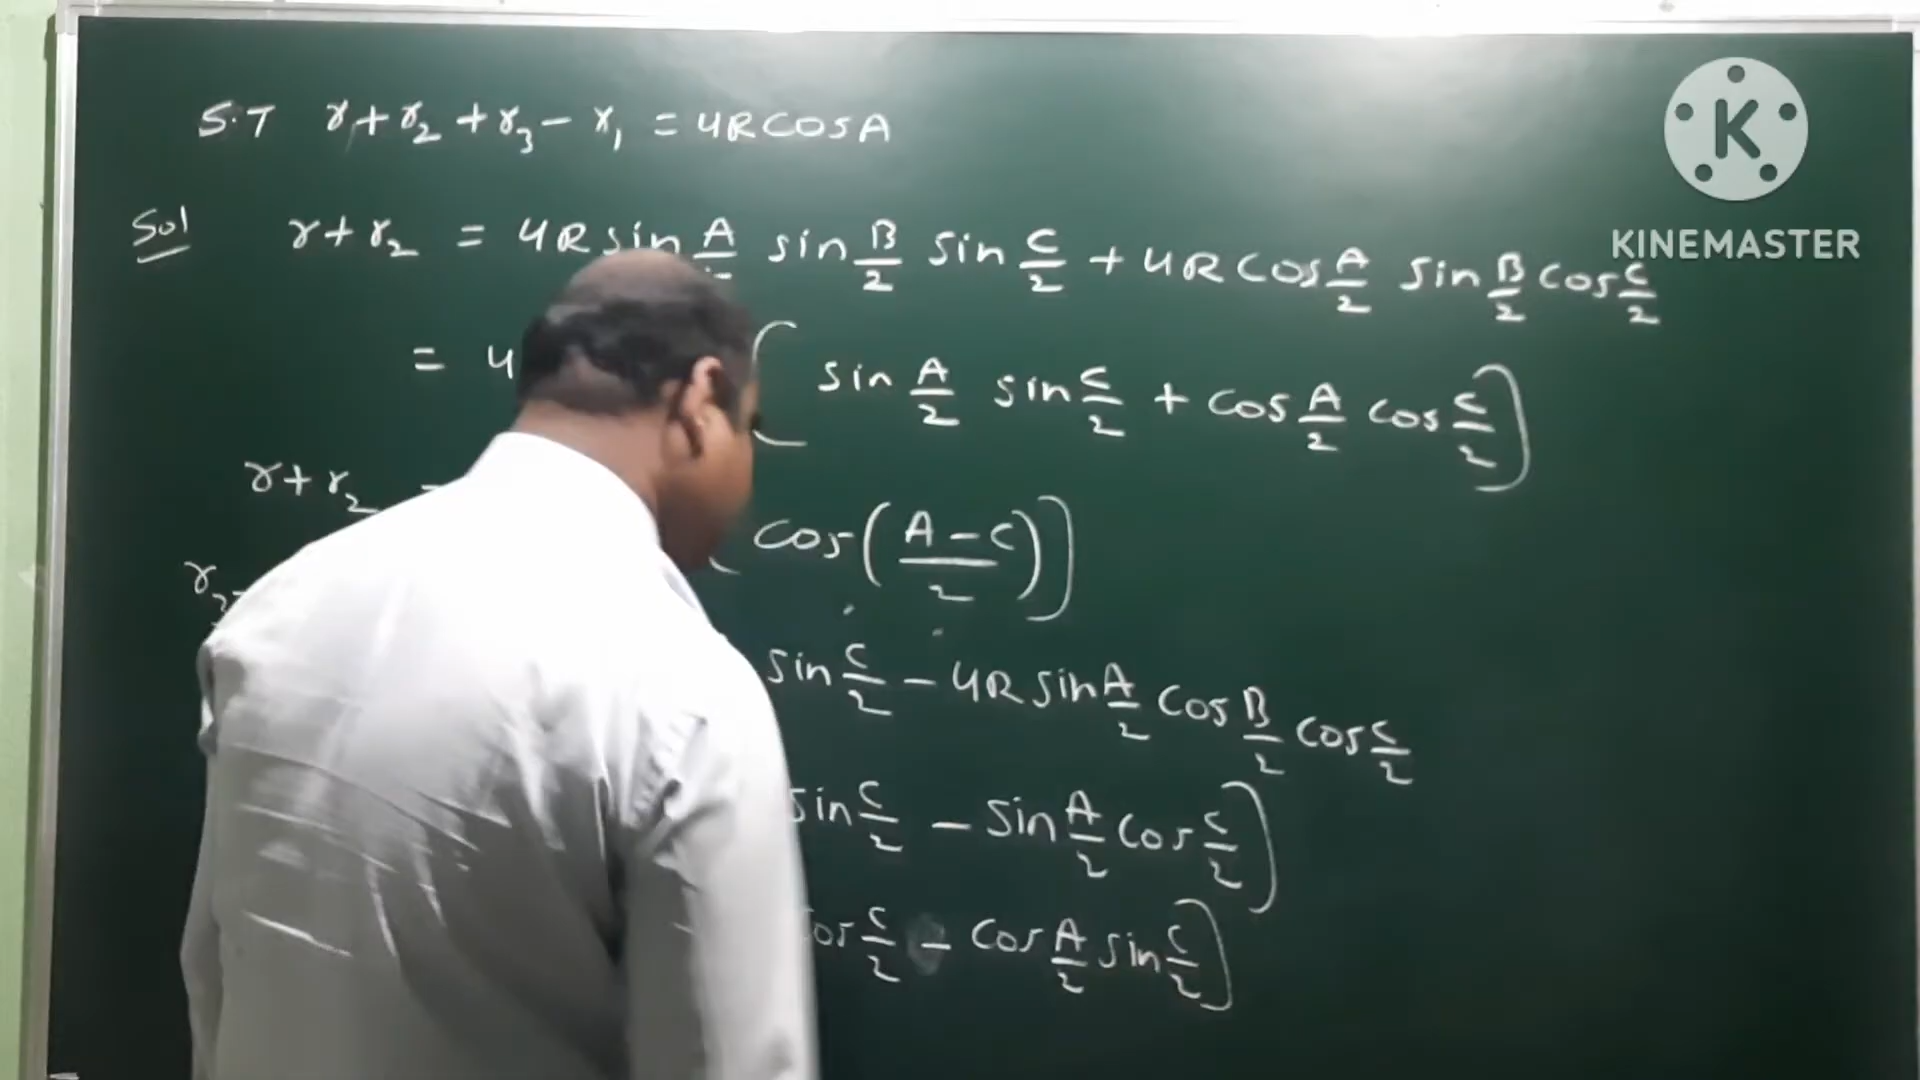 S.T r+r₂+r₃-r₁ = 4RCOSA
Sol r+r₂ = 4R sin A/2 sin B/2 sin C/2 + 4R cos A/2 sin B/2 cos C/2
= 4 [ sin A/2 sin C/2 + cos A/2 cos C/2 ]
r+r₂ cos((A-C)/2)]
r₃ sin C/2 - 4R sin A/2 cos B/2 cos C/2
sin C/2 - sin A/2 cos C/2 ]
cos C/2 - cos A/2 sin C/2 ]
K
KINEMASTER